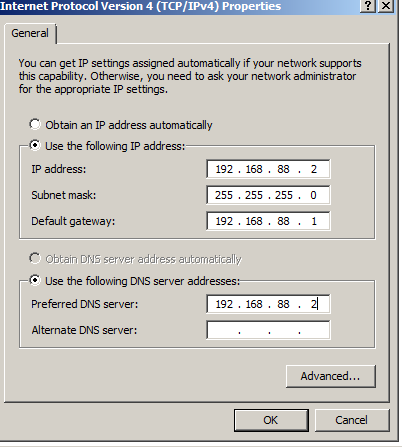 Internet Protocol Version 4 (TCP/IPv4) Properties
General
You can get IP settings assigned automatically if your network supports
this capability. Otherwise, you need to ask your network administrator
for the appropriate IP settings.
Obtain an IP address automatically
Use the following IP address:
IP address: 192 . 168 . 88 . 2
Subnet mask: 255 . 255 . 255 . 0
Default gateway: 192 . 168 . 88 . 1
Obtain DNS server address automatically
Use the following DNS server addresses:
Preferred DNS server: 192 . 168 . 88 . 2
Alternate DNS server: . . .
Advanced...
OK Cancel